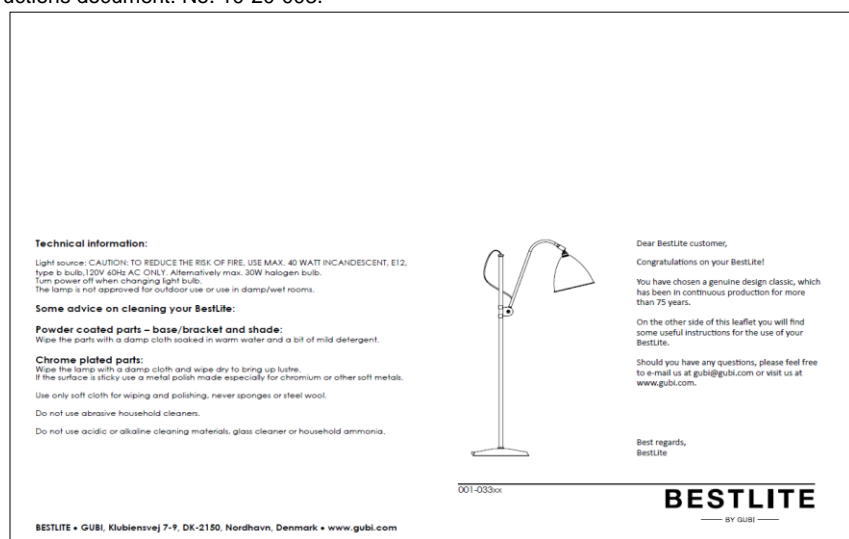 uctions document. No. 10-20-003.
Technical information:
Light source: CAUTION: TO REDUCE THE RISK OF FIRE, USE MAX. 40 WATT INCANDESCENT, E12,
type b bulb,120V 60Hz AC ONLY. Alternatively max. 30W halogen bulb.
Turn power off when changing light bulb.
The lamp is not approved for outdoor use or use in damp/wet rooms.
Some advice on cleaning your BestLite:
Powder coated parts – base/bracket and shade:
Wipe the parts with a damp cloth soaked in warm water and a bit of mild detergent.
Chrome plated parts:
Wipe the lamp with a damp cloth and wipe dry to bring up lustre.
If the surface is sticky use a metal polish made especially for chromium or other soft metals.
Use only soft cloth for wiping and polishing, never sponges or steel wool.
Do not use abrasive household cleaners.
Do not use acidic or alkaline cleaning materials, glass cleaner or household ammonia.
BESTLITE • GUBI, Klubiensvej 7-9, DK-2150, Nordhavn, Denmark • www.gubi.com
001-033xx
Dear BestLite customer,
Congratulations on your BestLite!
You have chosen a genuine design classic, which
has been in continuous production for more
than 75 years.
On the other side of this leaflet you will find
some useful instructions for the use of your
BestLite.
Should you have any questions, please feel free
to e-mail us at gubi@gubi.com or visit us at
www.gubi.com.
Best regards,
BestLite
BESTLITE
BY GUBI